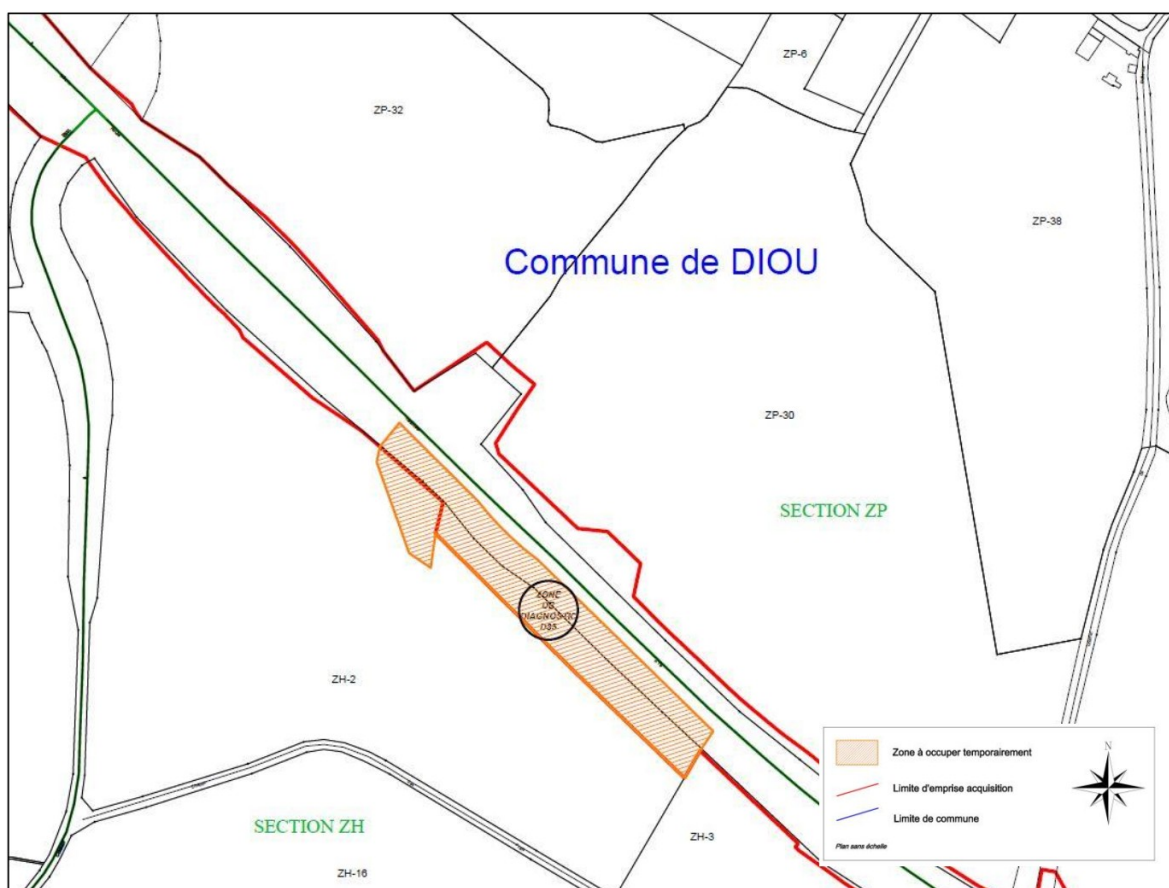 ZP-6
ZP-32
ZP-38
Commune de DIOU
ZP-30
SECTION ZP
ZONE
DE
DIAGNOSTIC
D35
ZH-2
SECTION ZH
ZH-3
ZH-16
N
Zone à occuper temporairement
Limite d'emprise acquisition
Limite de commune
Plan sans échelle